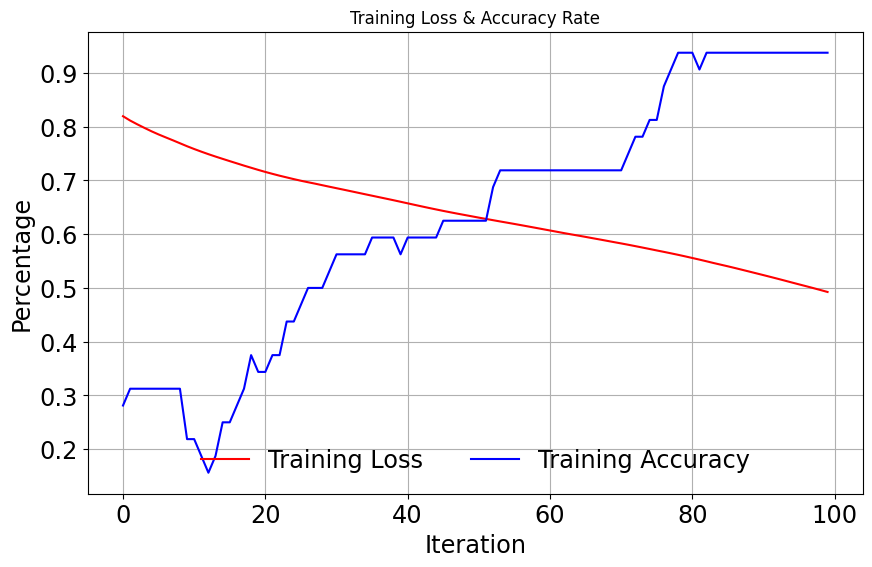 Training Loss & Accuracy Rate
Percentage
0.9
0.8
0.7
0.6
0.5
0.4
0.3
0.2
Training Loss
Training Accuracy
0 20 40 60 80 100
Iteration